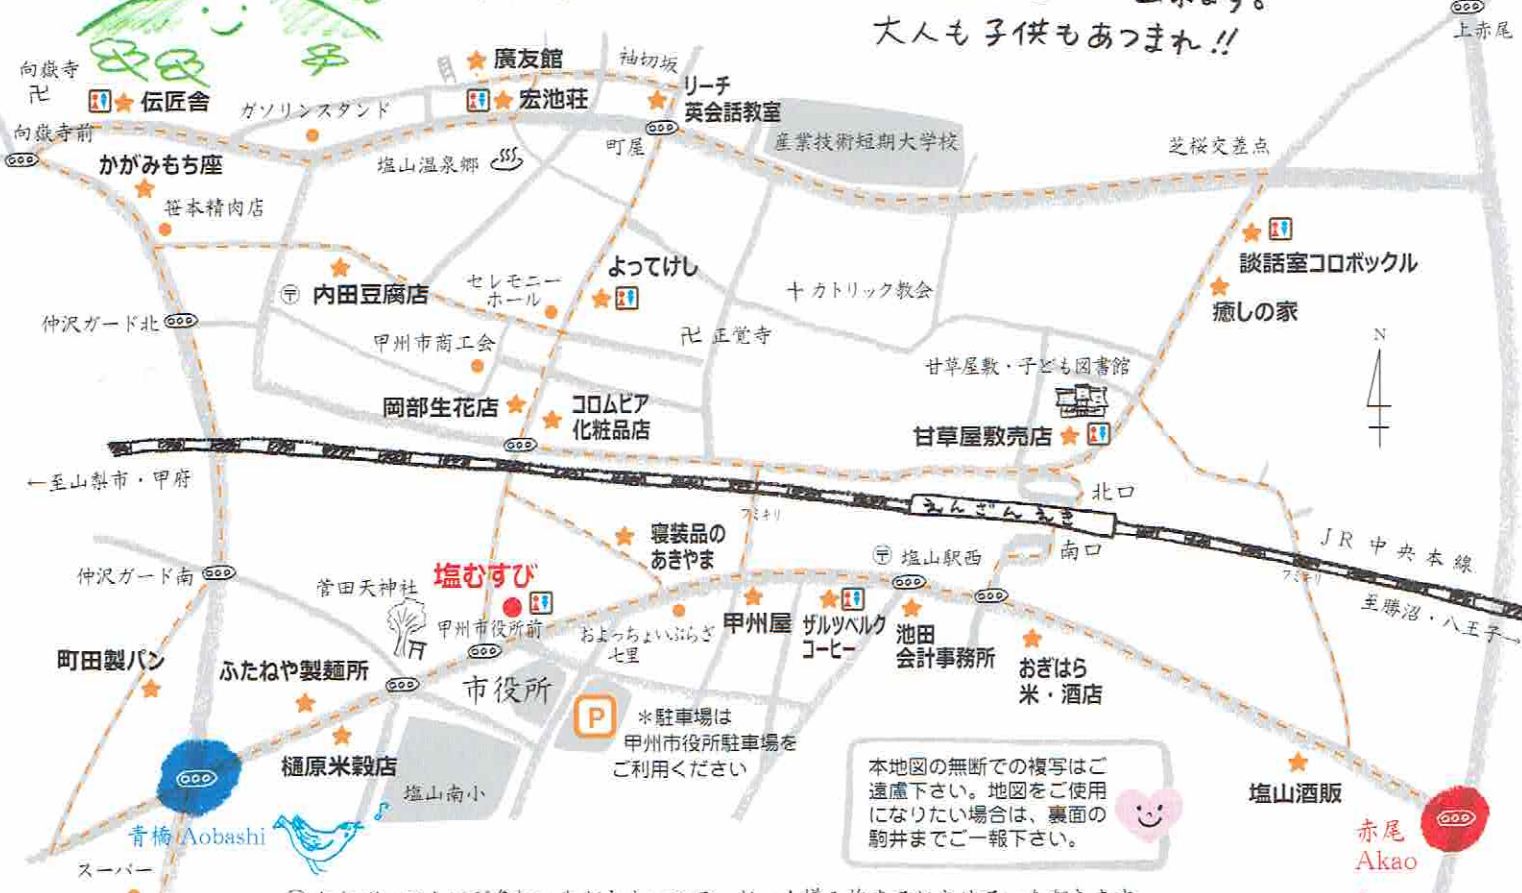 大人も子供もあつまれ!!
上赤尾
向嶽寺
卍
伝匠舎
ガソリンスタンド
廣友館
宏池荘
袖切坂
リーチ
英会話教室
向嶽寺前
かがみもち座
塩山温泉郷
町屋
産業技術短期大学校
芝桜交差点
笹本精肉店
談話室コロボックル
癒しの家
〒
内田豆腐店
セレモニー
ホール
よってけし
カトリック教会
仲沢ガード北
甲州市商工会
卍 正覚寺
甘草屋敷・子ども図書館
N
岡部生花店
コロムビア
化粧品店
甘草屋敷売店
←至山梨市・甲府
えんざんえき
北口
南口
フミキリ
JR中央本線
フミキリ
至勝沼・八王子→
寝装品の
あきやま
〒 塩山駅西
仲沢ガード南
菅田天神社
塩むすび
甲州市役所前
およっちょいぷらざ
七里
甲州屋
ザルツベルク
コーヒー
池田
会計事務所
おぎはら
米・酒店
町田製パン
ふたねや製麺所
市役所
P
*駐車場は
甲州市役所駐車場を
ご利用ください
樋原米穀店
塩山南小
本地図の無断での複写はご
遠慮下さい。地図をご使用
になりたい場合は、裏面の
駒井までご一報下さい。
塩山酒販
青橋 Aobashi
赤尾
Akao
スーパー